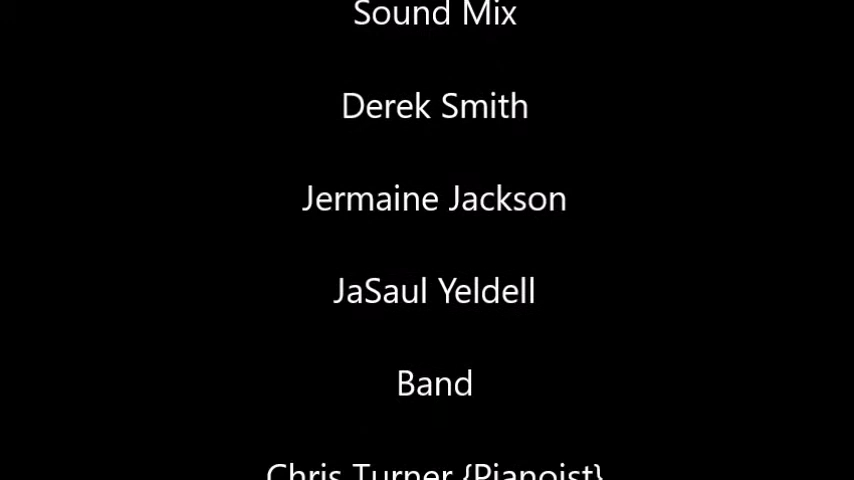 Sound Mix
Derek Smith
Jermaine Jackson
JaSaul Yeldell
Band
Chris Turner {Pianoist}